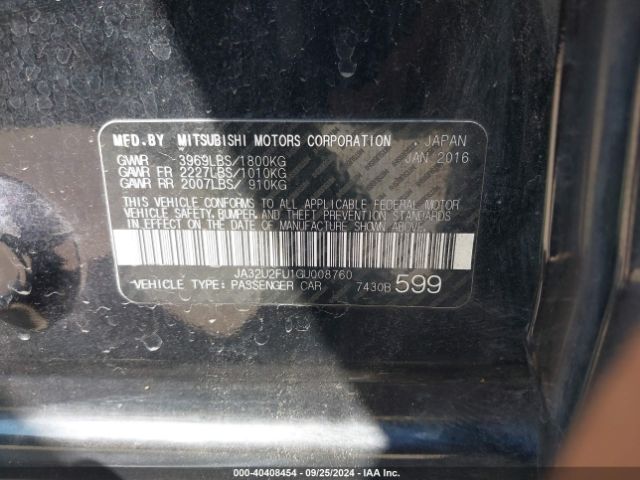 MFD.BY MITSUBISHI MOTORS CORPORATION JAPAN
GVWR 3969LBS/1800KG JAN 2016
GAWR FR 2227LBS/1010KG
GAWR RR 2007LBS/ 910KG
THIS VEHICLE CONFORMS TO ALL APPLICABLE FEDERAL MOTOR
VEHICLE SAFETY, BUMPER, AND THEFT PREVENTION STANDARDS
IN EFFECT ON THE DATE OF MANUFACTURE SHOWN ABOVE.
JA32U2FU1GU008760
VEHICLE TYPE: PASSENGER CAR 7430B 599
000-40408454 - 09/25/2024 - IAA Inc.